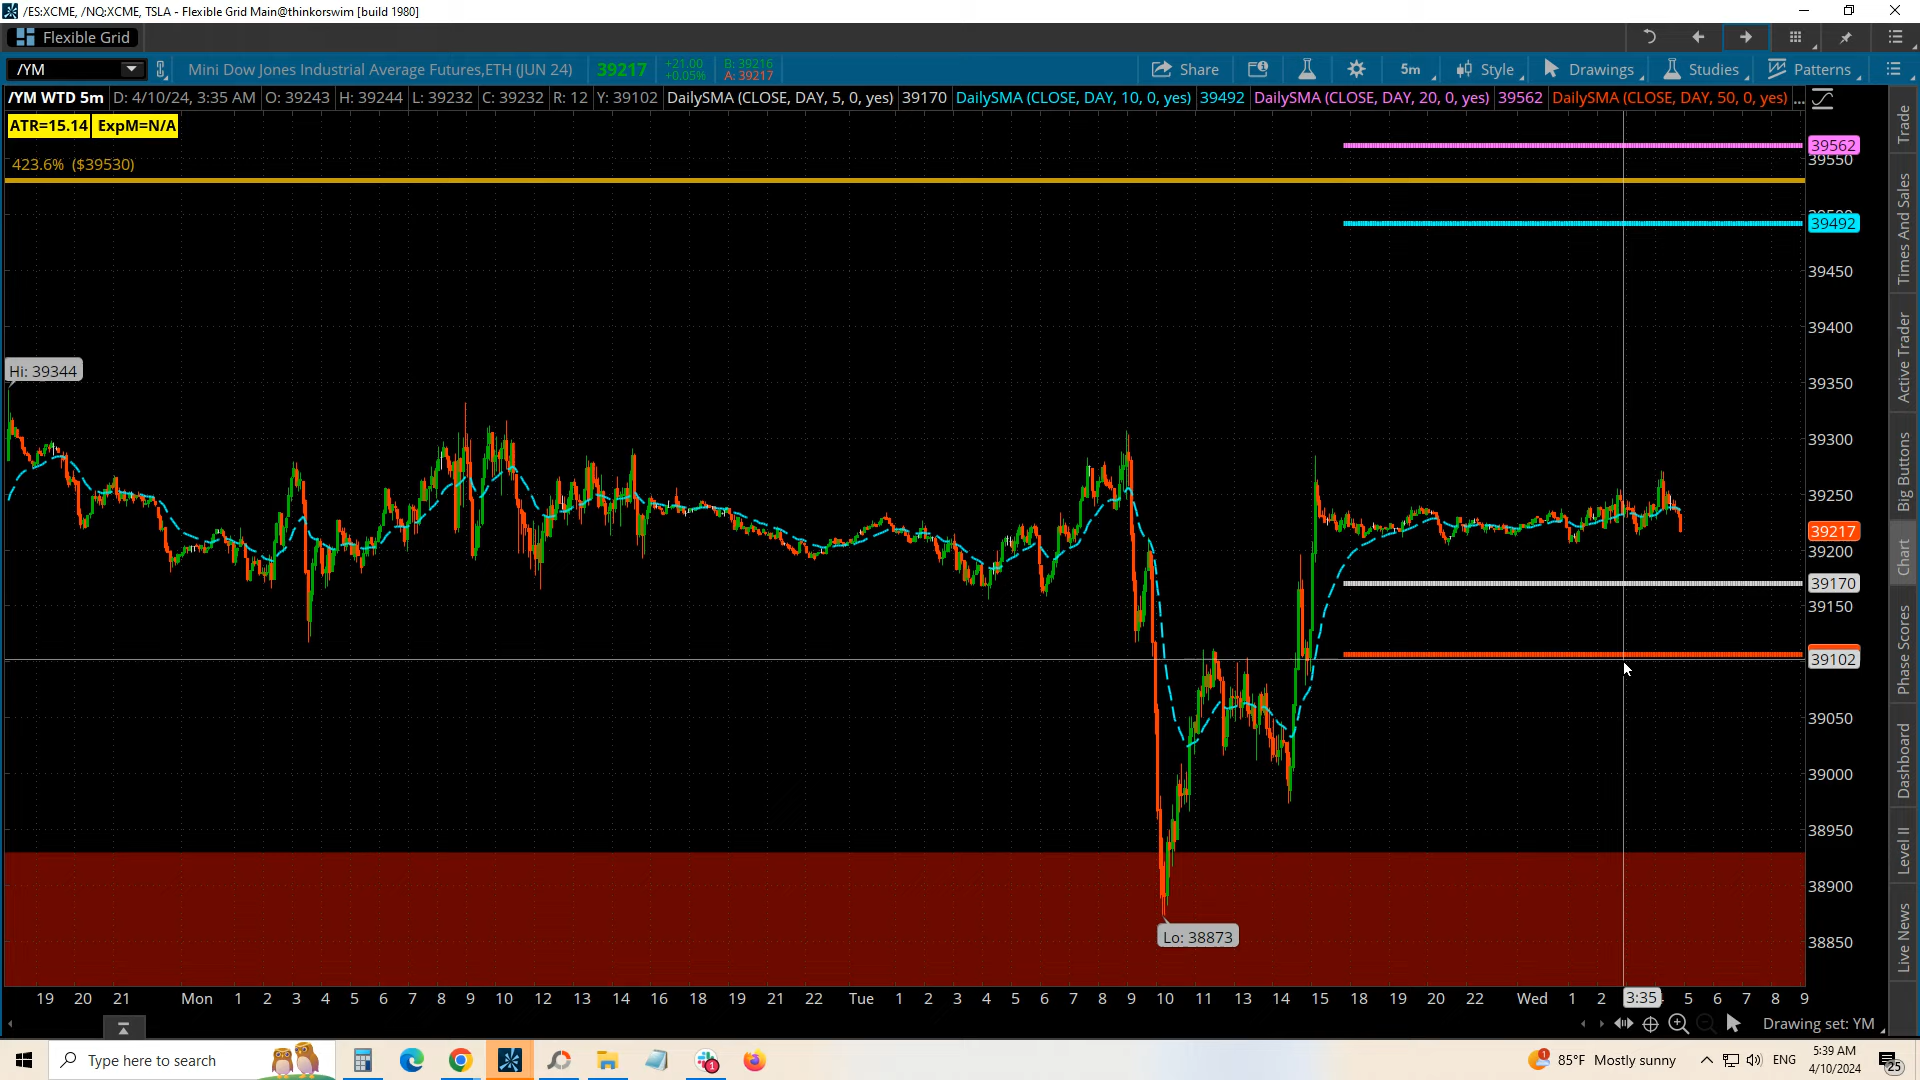 /ES:XCME, /NQ:XCME, TSLA - Flexible Grid Main@thinkorswim [build 1980]
Flexible Grid
/YM
Mini Dow Jones Industrial Average Futures,ETH (JUN 24)
39217
+21.00
+0.05%
B: 39216
A: 39217
Share
5m
Style
Drawings
Studies
Patterns
/YM WTD 5m
D: 4/10/24, 3:35 AM
O: 39243
H: 39244
L: 39232
C: 39232
R: 12
Y: 39102
DailySMA (CLOSE, DAY, 5, 0, yes)
39170
DailySMA (CLOSE, DAY, 10, 0, yes)
39492
DailySMA (CLOSE, DAY, 20, 0, yes)
39562
DailySMA (CLOSE, DAY, 50, 0, yes)
...
ATR=15.14
ExpM=N/A
423.6% ($39530)
Hi: 39344
Lo: 38873
39562
39550
39492
39450
39400
39350
39300
39250
39217
39200
39170
39150
39102
39050
39000
38950
38900
38850
Trade
Times And Sales
Active Trader
Big Buttons
Chart
Phase Scores
Dashboard
Level II
Live News
19 20 21 Mon 1 2 3 4 5 6 7 8 9 10 12 13 14 16 18 19 21 22 Tue 1 2 3 4 5 6 7 8 9 10 11 13 14 15 18 19 20 22 Wed 1 2 3:35 5 6 7 8 9
Drawing set: YM
Type here to search
1
1
85°F Mostly sunny
ENG
5:39 AM
4/10/2024
25